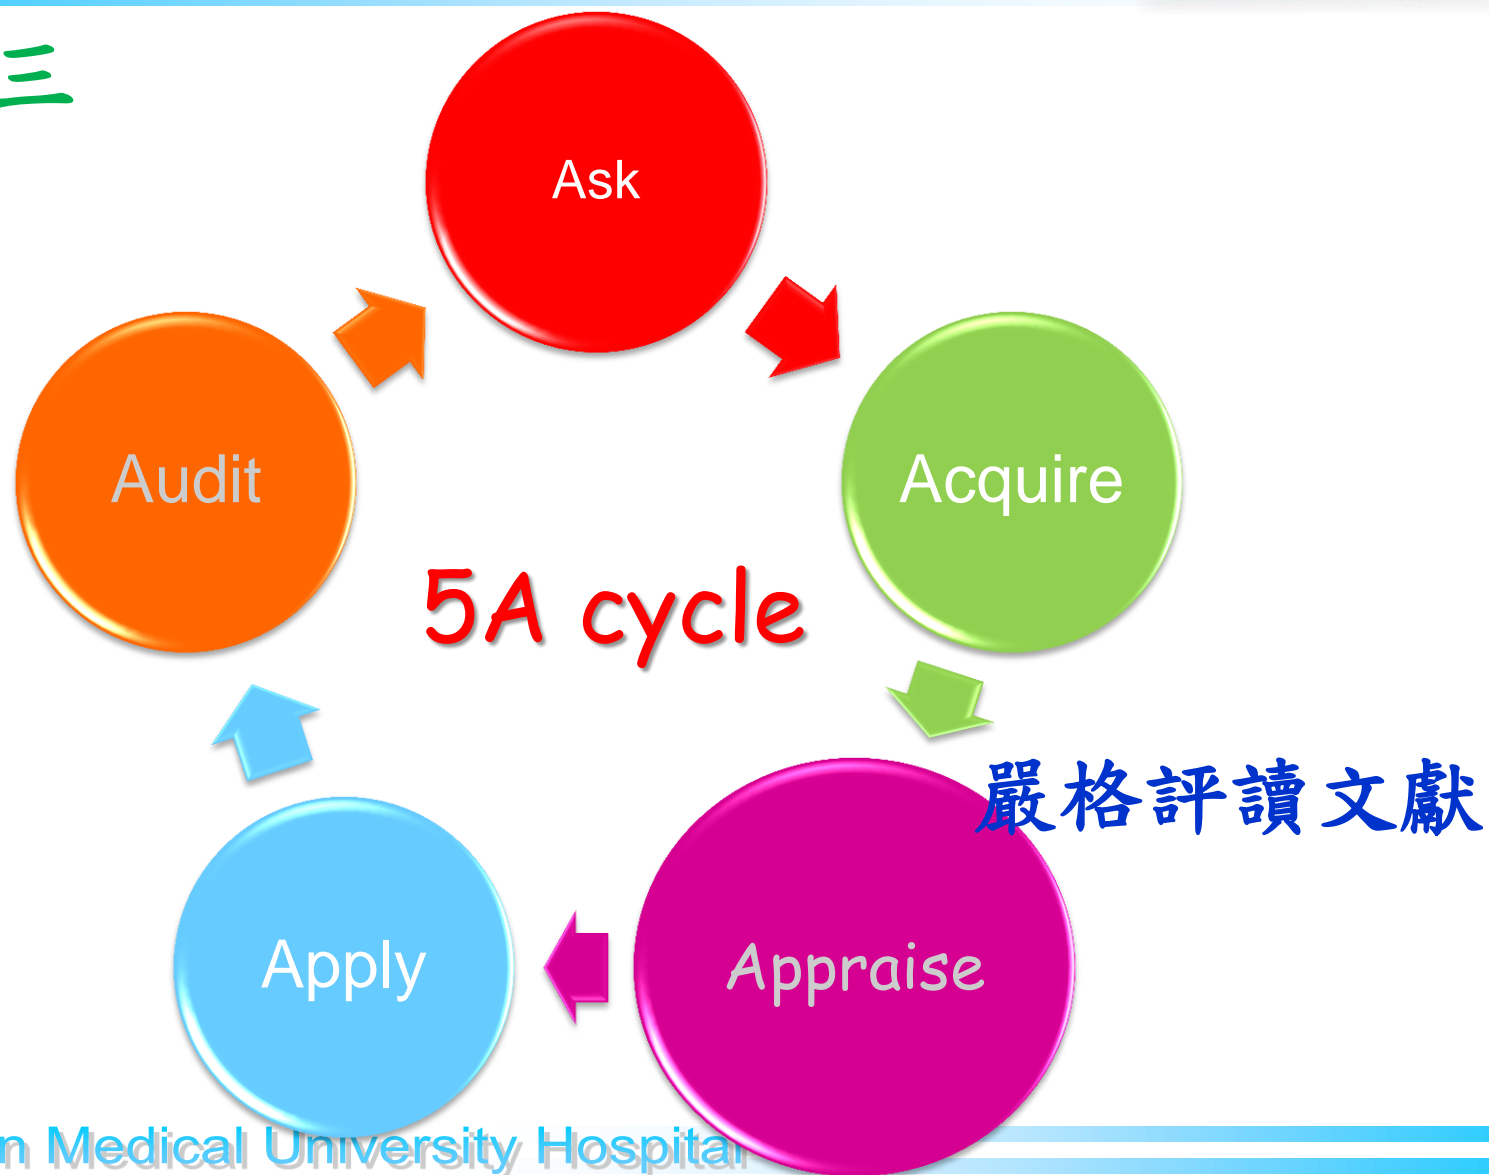 三
Ask
Audit
Acquire
5A cycle
嚴格評讀文獻
Apply
Appraise
n Medical University Hospital